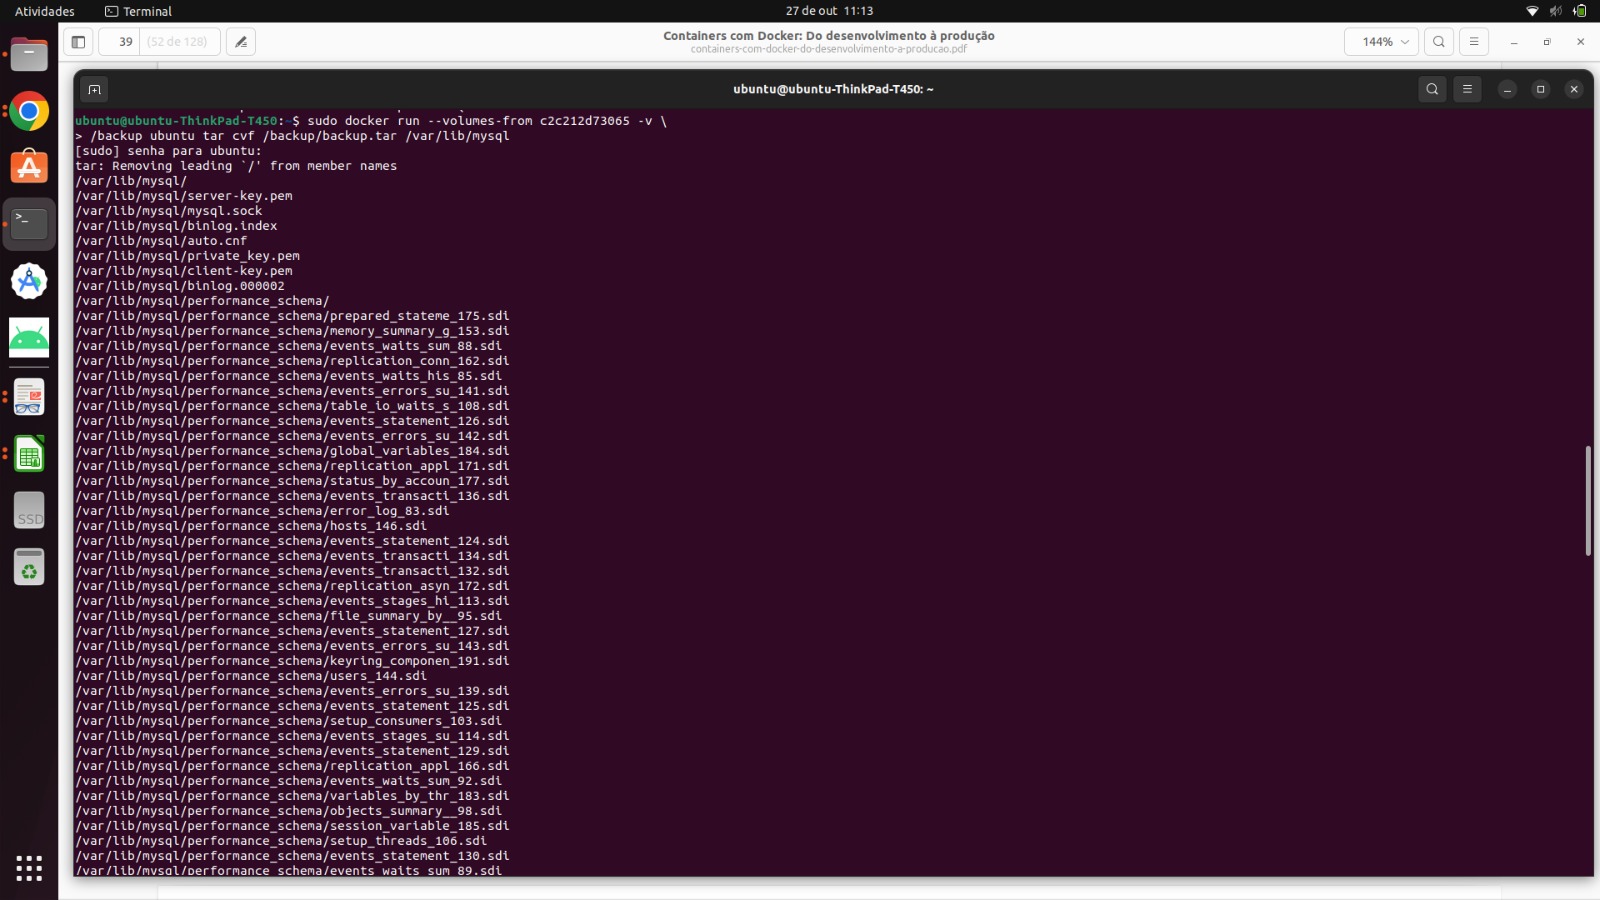 Atividades
Terminal
27 de out 11:13
39
(52 de 128)
Containers com Docker: Do desenvolvimento à produção
containers-com-docker-do-desenvolvimento-a-producao.pdf
144%
ubuntu@ubuntu-ThinkPad-T450: ~
ubuntu@ubuntu-ThinkPad-T450:~$ sudo docker run --volumes-from c2c212d73065 -v \
> /backup ubuntu tar cvf /backup/backup.tar /var/lib/mysql
[sudo] senha para ubuntu:
tar: Removing leading `/' from member names
/var/lib/mysql/
/var/lib/mysql/server-key.pem
/var/lib/mysql/mysql.sock
/var/lib/mysql/binlog.index
/var/lib/mysql/auto.cnf
/var/lib/mysql/private_key.pem
/var/lib/mysql/client-key.pem
/var/lib/mysql/binlog.000002
/var/lib/mysql/performance_schema/
/var/lib/mysql/performance_schema/prepared_stateme_175.sdi
/var/lib/mysql/performance_schema/memory_summary_g_153.sdi
/var/lib/mysql/performance_schema/events_waits_sum_88.sdi
/var/lib/mysql/performance_schema/replication_conn_162.sdi
/var/lib/mysql/performance_schema/events_waits_his_85.sdi
/var/lib/mysql/performance_schema/events_errors_su_141.sdi
/var/lib/mysql/performance_schema/table_io_waits_s_108.sdi
/var/lib/mysql/performance_schema/events_statement_126.sdi
/var/lib/mysql/performance_schema/events_errors_su_142.sdi
/var/lib/mysql/performance_schema/global_variables_184.sdi
/var/lib/mysql/performance_schema/replication_appl_171.sdi
/var/lib/mysql/performance_schema/status_by_accoun_177.sdi
/var/lib/mysql/performance_schema/events_transacti_136.sdi
/var/lib/mysql/performance_schema/error_log_83.sdi
/var/lib/mysql/performance_schema/hosts_146.sdi
/var/lib/mysql/performance_schema/events_statement_124.sdi
/var/lib/mysql/performance_schema/events_transacti_134.sdi
/var/lib/mysql/performance_schema/events_transacti_132.sdi
/var/lib/mysql/performance_schema/replication_asyn_172.sdi
/var/lib/mysql/performance_schema/events_stages_hi_113.sdi
/var/lib/mysql/performance_schema/file_summary_by__95.sdi
/var/lib/mysql/performance_schema/events_statement_127.sdi
/var/lib/mysql/performance_schema/events_errors_su_143.sdi
/var/lib/mysql/performance_schema/keyring_componen_191.sdi
/var/lib/mysql/performance_schema/users_144.sdi
/var/lib/mysql/performance_schema/events_errors_su_139.sdi
/var/lib/mysql/performance_schema/events_statement_125.sdi
/var/lib/mysql/performance_schema/setup_consumers_103.sdi
/var/lib/mysql/performance_schema/events_stages_su_114.sdi
/var/lib/mysql/performance_schema/events_statement_129.sdi
/var/lib/mysql/performance_schema/replication_appl_166.sdi
/var/lib/mysql/performance_schema/events_waits_sum_92.sdi
/var/lib/mysql/performance_schema/variables_by_thr_183.sdi
/var/lib/mysql/performance_schema/objects_summary__98.sdi
/var/lib/mysql/performance_schema/session_variable_185.sdi
/var/lib/mysql/performance_schema/setup_threads_106.sdi
/var/lib/mysql/performance_schema/events_statement_130.sdi
/var/lib/mysql/performance_schema/events_waits_sum_89.sdi
SSD